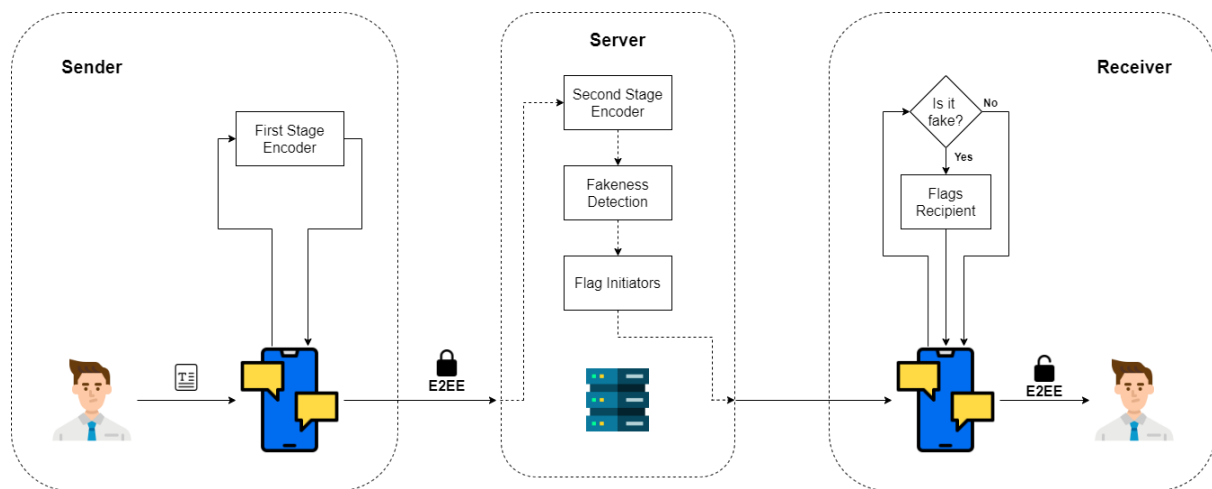 Sender
First Stage
Encoder
E2EE
Server
Second Stage
Encoder
Fakeness
Detection
Flag Initiators
Receiver
Is it
fake?
No
Yes
Flags
Recipient
E2EE